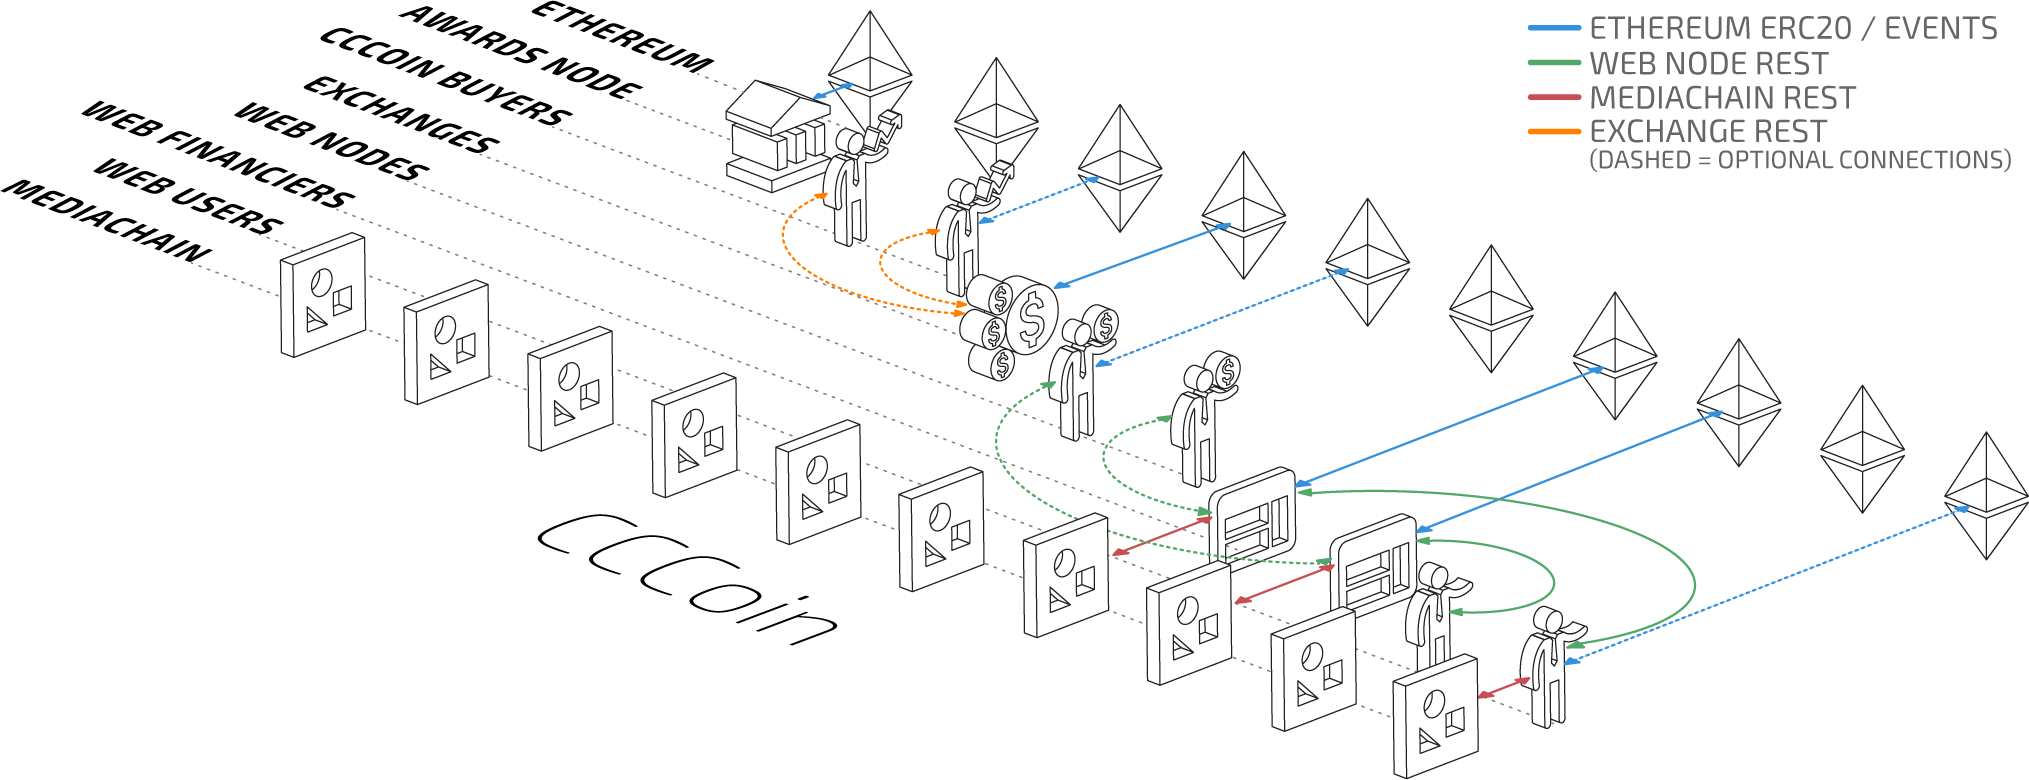 ETHEREUM
AWARDS NODE
CCCOIN BUYERS
EXCHANGES
WEB NODES
WEB FINANCIERS
WEB USERS
MEDIACHAIN
ETHEREUM ERC20 / EVENTS
WEB NODE REST
MEDIACHAIN REST
EXCHANGE REST
(DASHED = OPTIONAL CONNECTIONS)
$
$
$
$
$
$
CCCoin